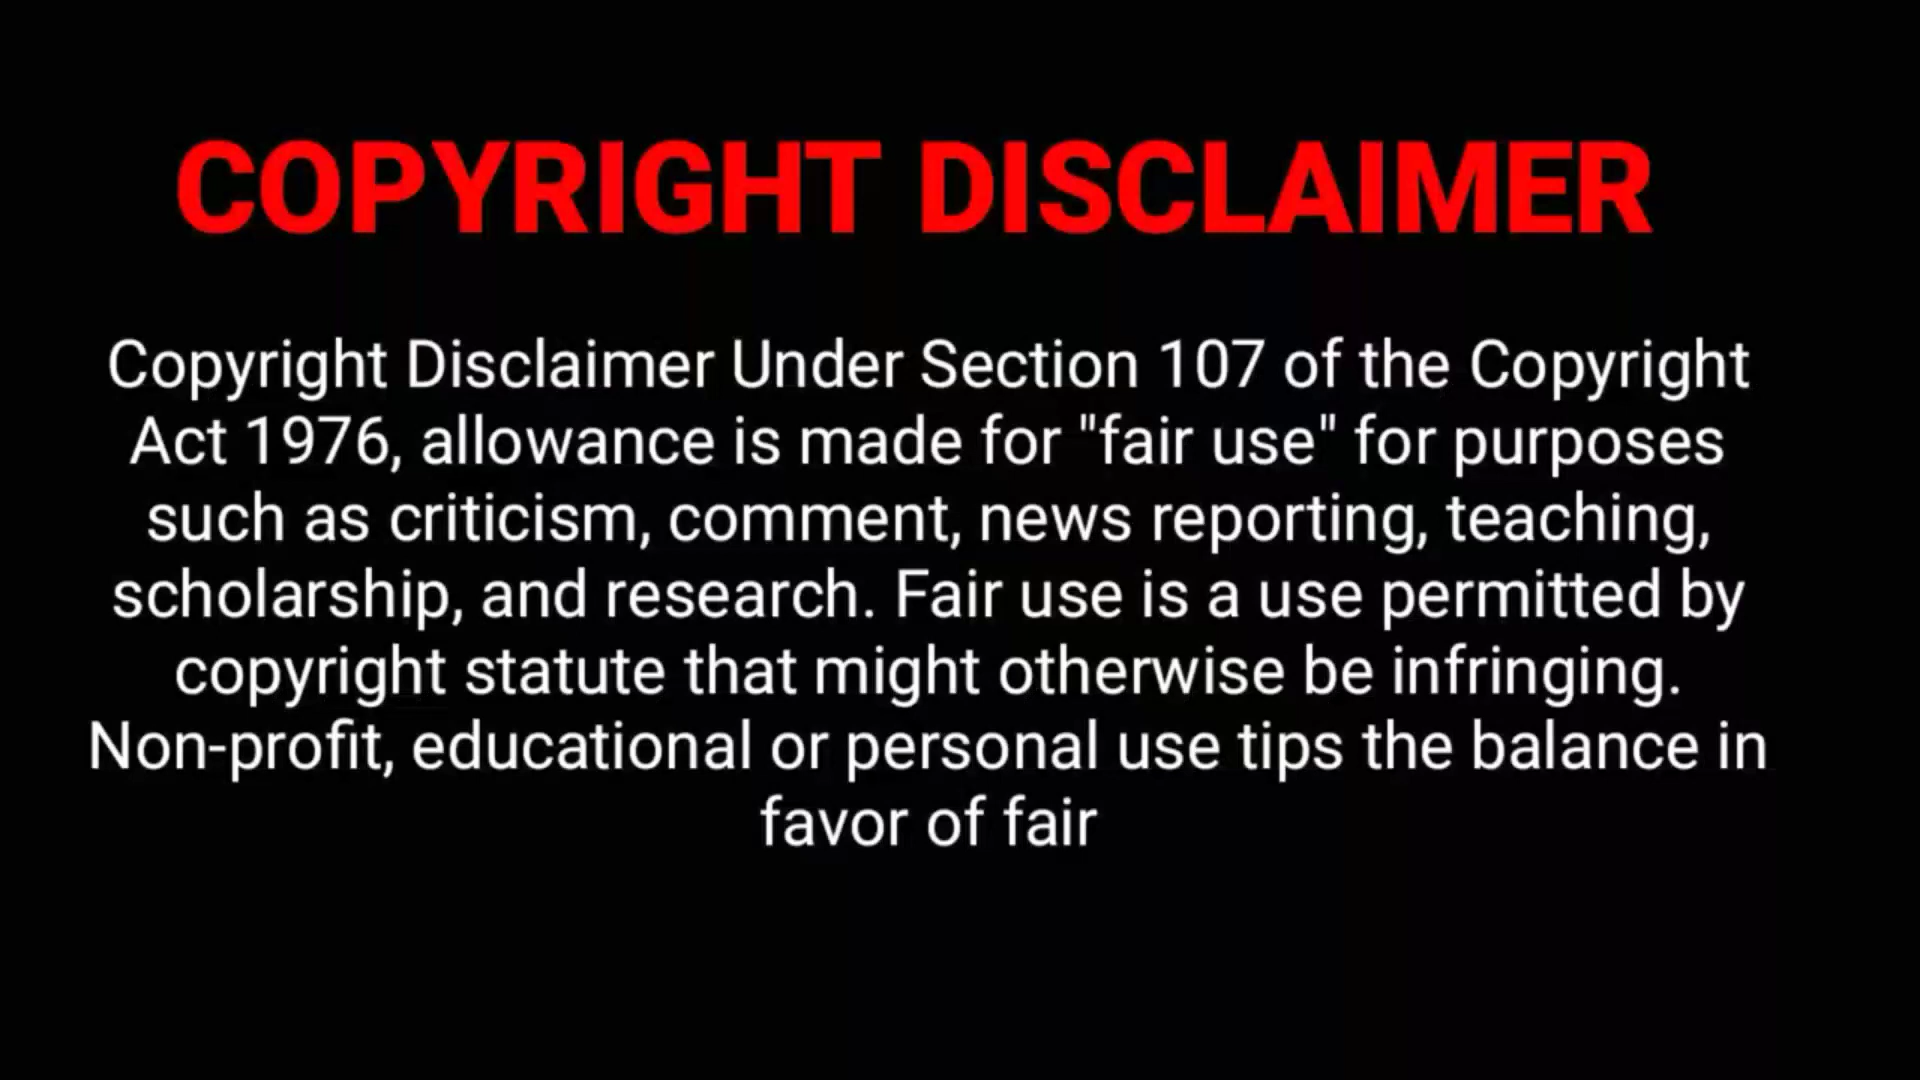 COPYRIGHT DISCLAIMER
Copyright Disclaimer Under Section 107 of the Copyright
Act 1976, allowance is made for "fair use" for purposes
such as criticism, comment, news reporting, teaching,
scholarship, and research. Fair use is a use permitted by
copyright statute that might otherwise be infringing.
Non-profit, educational or personal use tips the balance in
favor of fair